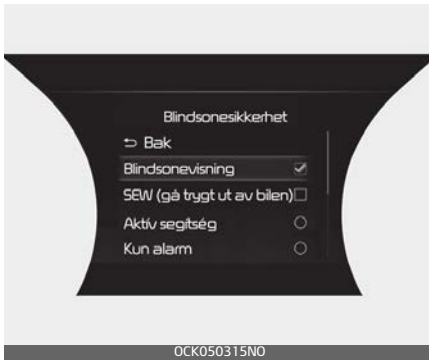 Blindsonesikkerhet
Bak
Blindsonevisning
SEW (gå trygt ut av bilen)
Aktív segítség
Kun alarm
OCK050315NO